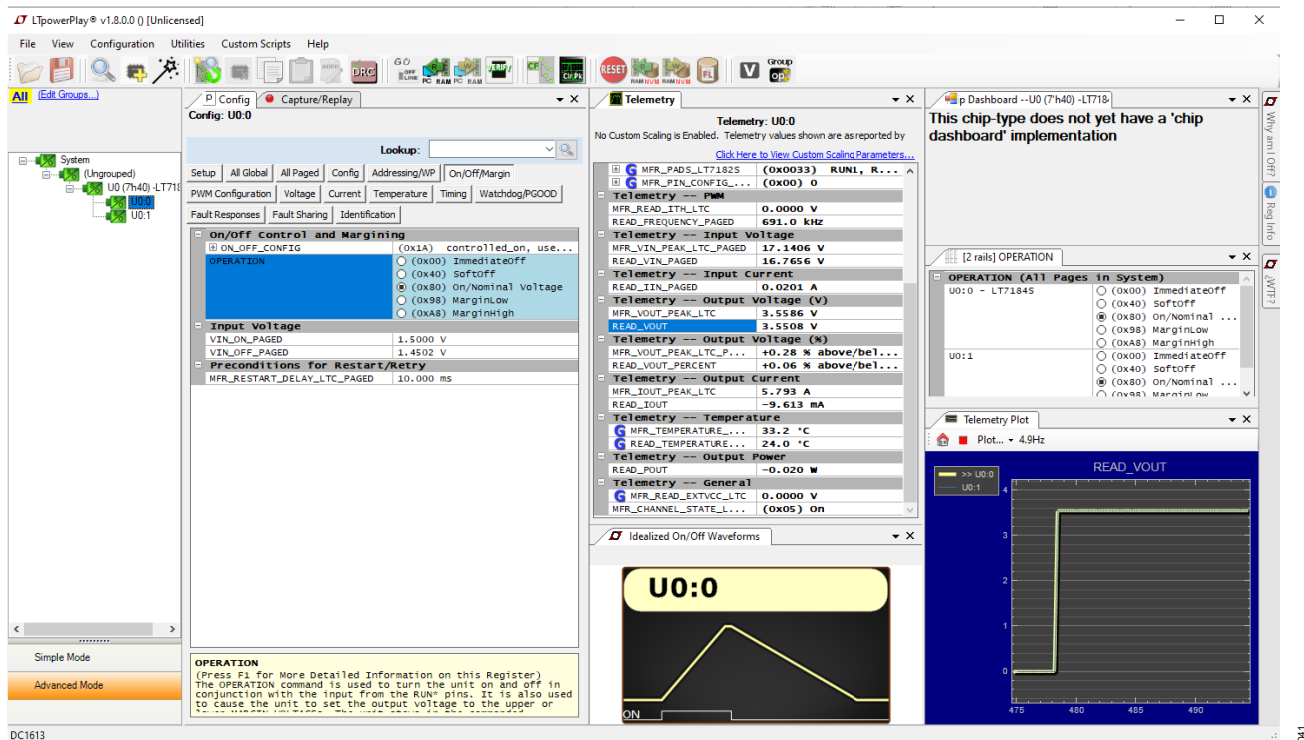 LTpowerPlay® v1.8.0.0 () [Unlicensed]
File View Configuration Utilities Custom Scripts Help
All (Edit Groups...)
System
(Ungrouped)
U0 (7h40) -LT718
U0:0
U0:1
Simple Mode
Advanced Mode
DC1613
P Config Capture/Replay
Config: U0:0
Lookup:
Setup All Global All Paged Config Addressing/WP On/Off/Margin
PWM Configuration Voltage Current Temperature Timing Watchdog/PGOOD
Fault Responses Fault Sharing Identification
On/Off Control and Margining
ON_OFF_CONFIG (0x1A) controlled_on, use...
OPERATION (0x00) ImmediateOff
(0x40) SoftOff
(0x80) On/Nominal Voltage
(0x98) MarginLow
(0xA8) MarginHigh
Input Voltage
VIN_ON_PAGED 1.5000 V
VIN_OFF_PAGED 1.4502 V
Preconditions for Restart/Retry
MFR_RESTART_DELAY_LTC_PAGED 10.000 ms
OPERATION
(Press F1 for More Detailed Information on this Register)
The OPERATION command is used to turn the unit on and off in
conjunction with the input from the RUN* pins. It is also used
to cause the unit to set the output voltage to the upper or
Telemetry
Telemetry: U0:0
No Custom Scaling is Enabled. Telemetry values shown are as reported by
Click Here to View Custom Scaling Parameters...
G MFR_PADS_LT7182S (0x0033) RUN1, R...
G MFR_PIN_CONFIG_... (0x00) 0
Telemetry -- PWM
MFR_READ_ITH_LTC 0.0000 V
READ_FREQUENCY_PAGED 691.0 kHz
Telemetry -- Input Voltage
MFR_VIN_PEAK_LTC_PAGED 17.1406 V
READ_VIN_PAGED 16.7656 V
Telemetry -- Input Current
READ_IIN_PAGED 0.0201 A
Telemetry -- Output Voltage (V)
MFR_VOUT_PEAK_LTC 3.5586 V
READ_VOUT 3.5508 V
Telemetry -- Output Voltage (%)
MFR_VOUT_PEAK_LTC_P... +0.28 % above/bel...
READ_VOUT_PERCENT +0.06 % above/bel...
Telemetry -- Output Current
MFR_IOUT_PEAK_LTC 5.793 A
READ_IOUT -9.613 mA
Telemetry -- Temperature
G MFR_TEMPERATURE_... 33.2 °C
G READ_TEMPERATURE... 24.0 °C
Telemetry -- Output Power
READ_POUT -0.020 W
Telemetry -- General
G MFR_READ_EXTVCC_LTC 0.0000 V
MFR_CHANNEL_STATE_L... (0x05) On
Idealized On/Off Waveforms
U0:0
ON
p Dashboard --U0 (7'h40) -LT718
This chip-type does not yet have a 'chip
dashboard' implementation
[2 rails] OPERATION
OPERATION (All Pages in System)
U0:0 - LT7184S (0x00) ImmediateOff
(0x40) SoftOff
(0x80) On/Nominal ...
(0x98) MarginLow
(0xA8) MarginHigh
U0:1 (0x00) ImmediateOff
(0x40) SoftOff
(0x80) On/Nominal ...
(0x98) MarginLow
Telemetry Plot
Plot... 4.9Hz
READ_VOUT
>> U0:0
U0:1
4
3
2
1
0
475 480 485 490
Why am I Off?
Reg Info
¿WTF?
041